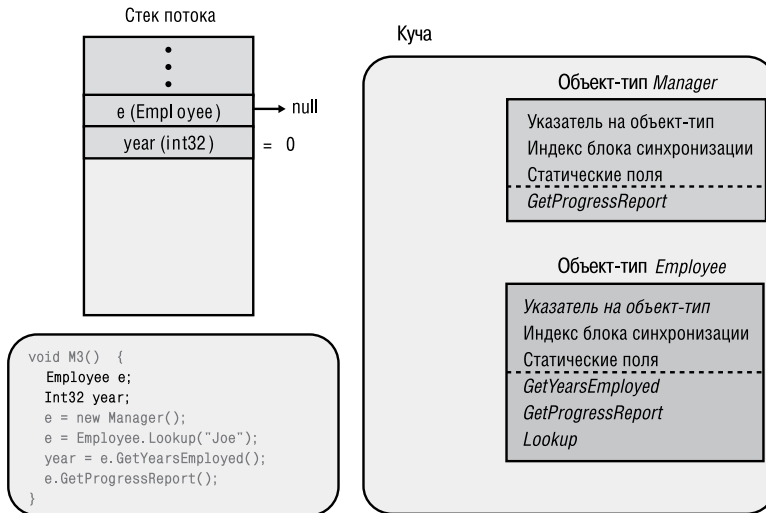 Стек потока
e (Employee)
null
year (int32)
= 0
void M3() {
Employee e;
Int32 year;
e = new Manager();
e = Employee.Lookup("Joe");
year = e.GetYearsEmployed();
e.GetProgressReport();
}
Куча
Объект-тип Manager
Указатель на объект-тип
Индекс блока синхронизации
Статические поля
GetProgressReport
Объект-тип Employee
Указатель на объект-тип
Индекс блока синхронизации
Статические поля
GetYearsEmployed
GetProgressReport
Lookup